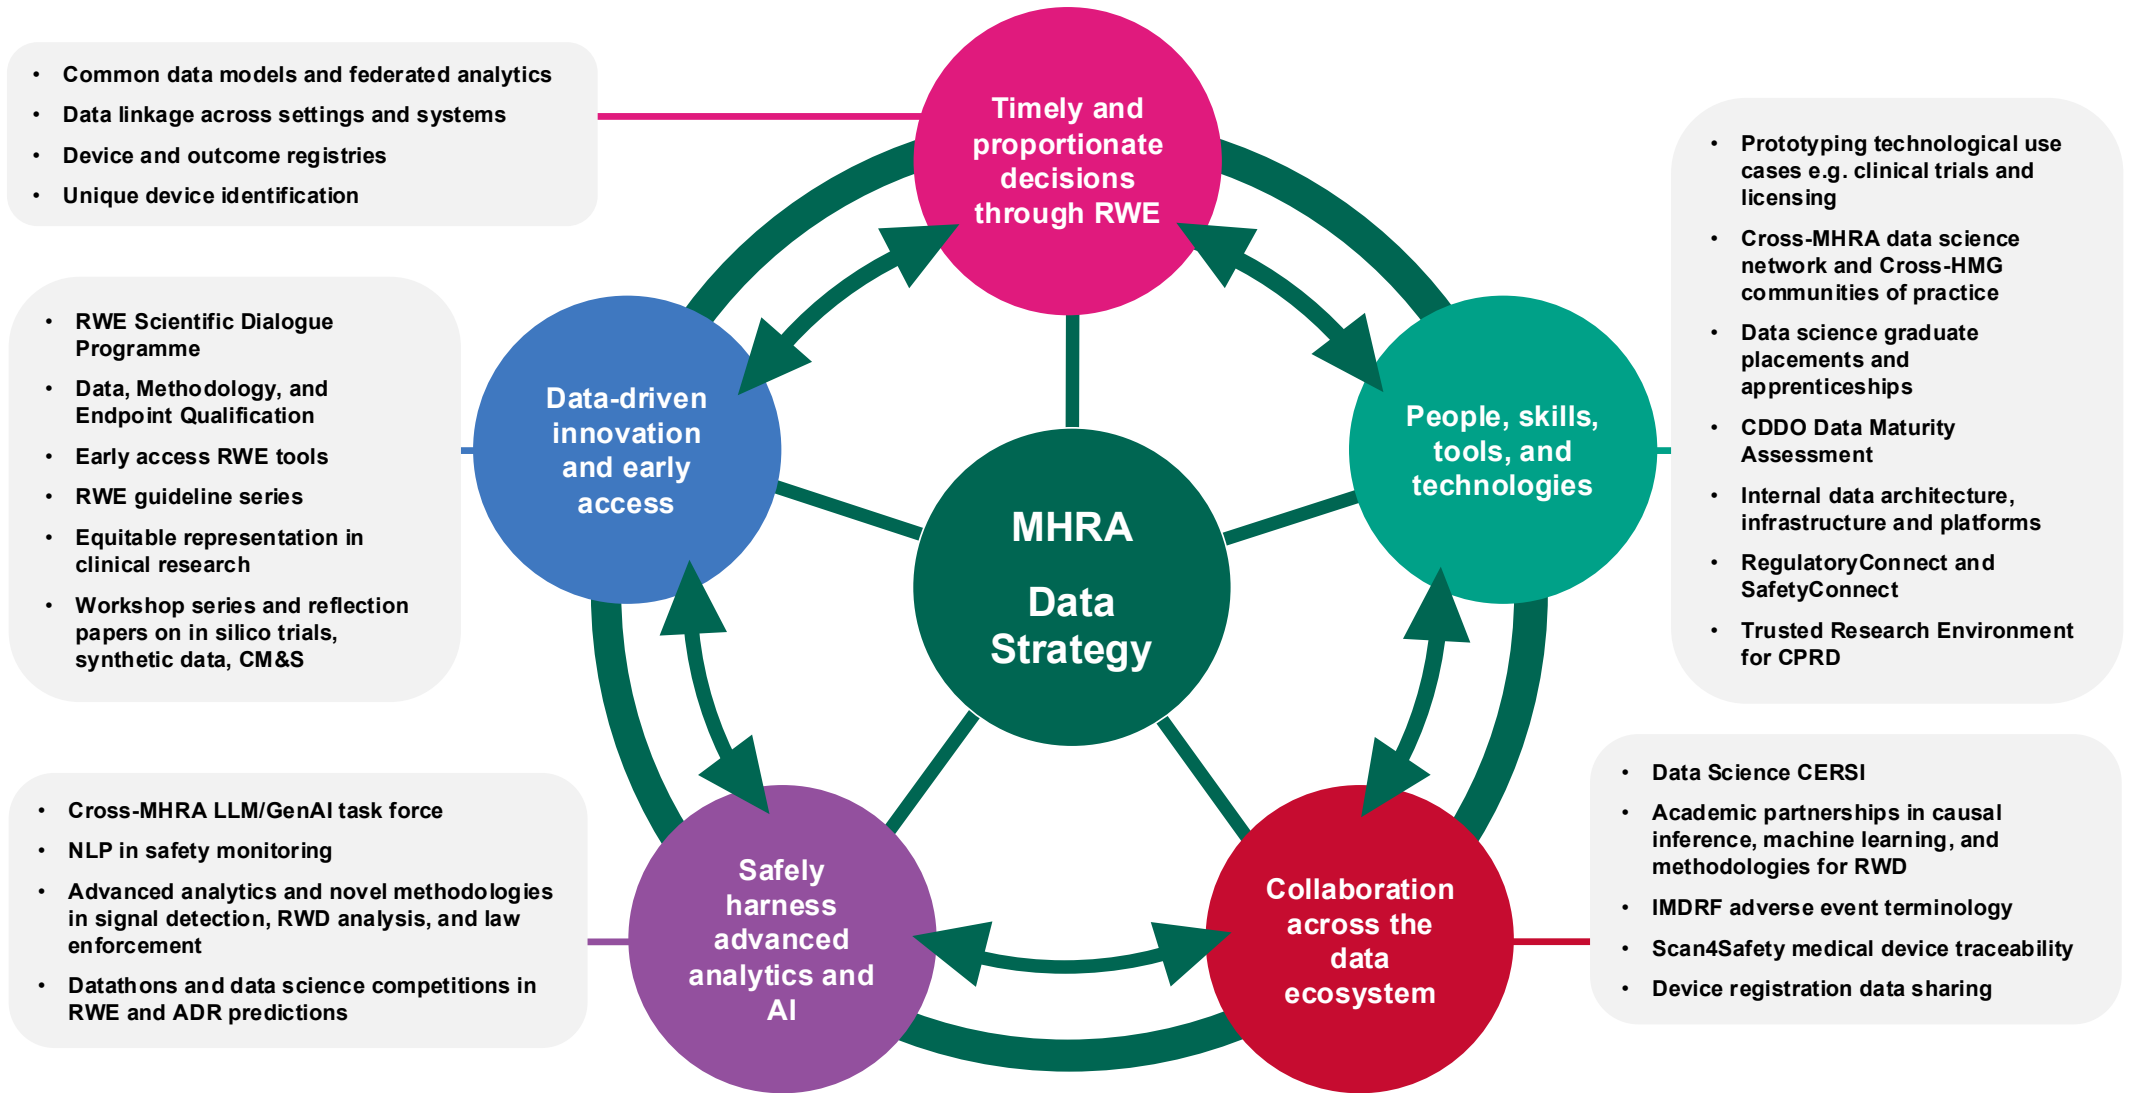 • Common data models and federated analytics
• Data linkage across settings and systems
• Device and outcome registries
• Unique device identification
Timely and
proportionate
decisions
through RWE
• Prototyping technological use
cases e.g. clinical trials and
licensing
• Cross-MHRA data science
network and Cross-HMG
communities of practice
• Data science graduate
placements and
apprenticeships
• CDDO Data Maturity
Assessment
• Internal data architecture,
infrastructure and platforms
• RegulatoryConnect and
SafetyConnect
• Trusted Research Environment
for CPRD
• RWE Scientific Dialogue
Programme
• Data, Methodology, and
Endpoint Qualification
• Early access RWE tools
• RWE guideline series
• Equitable representation in
clinical research
• Workshop series and reflection
papers on in silico trials,
synthetic data, CM&S
Data-driven
innovation
and early
access
People, skills,
tools, and
technologies
MHRA
Data
Strategy
• Cross-MHRA LLM/GenAI task force
• NLP in safety monitoring
• Advanced analytics and novel methodologies
in signal detection, RWD analysis, and law
enforcement
• Datathons and data science competitions in
RWE and ADR predictions
Safely
harness
advanced
analytics and
AI
Collaboration
across the
data
ecosystem
• Data Science CERSI
• Academic partnerships in causal
inference, machine learning, and
methodologies for RWD
• IMDRF adverse event terminology
• Scan4Safety medical device traceability
• Device registration data sharing